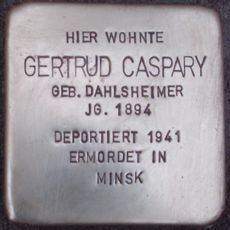 HIER WOHNTE
GERTRUD CASPARY
GEB. DAHLSHEIMER
JG. 1894
DEPORTIERT 1941
ERMORDET IN
MINSK